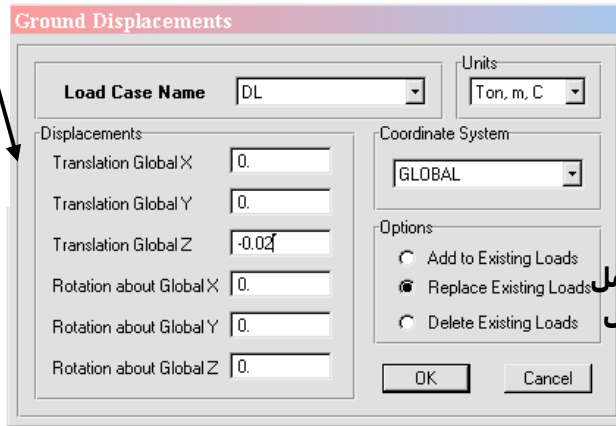 Ground Displacements
Load Case Name DL
Units
Ton, m, C
Displacements
Translation Global X 0.
Translation Global Y 0.
Translation Global Z -0.02
Rotation about Global X 0.
Rotation about Global Y 0.
Rotation about Global Z 0.
Coordinate System
GLOBAL
Options
Add to Existing Loads
Replace Existing Loads
Delete Existing Loads
OK Cancel